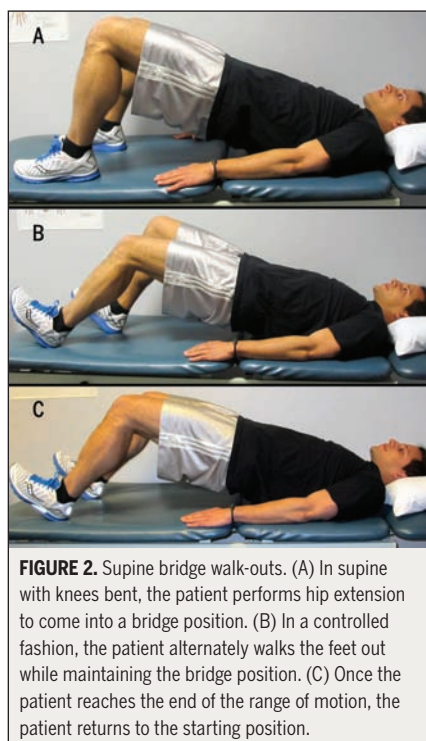 A
B
C
FIGURE 2. Supine bridge walk-outs. (A) In supine
with knees bent, the patient performs hip extension
to come into a bridge position. (B) In a controlled
fashion, the patient alternately walks the feet out
while maintaining the bridge position. (C) Once the
patient reaches the end of the range of motion, the
patient returns to the starting position.